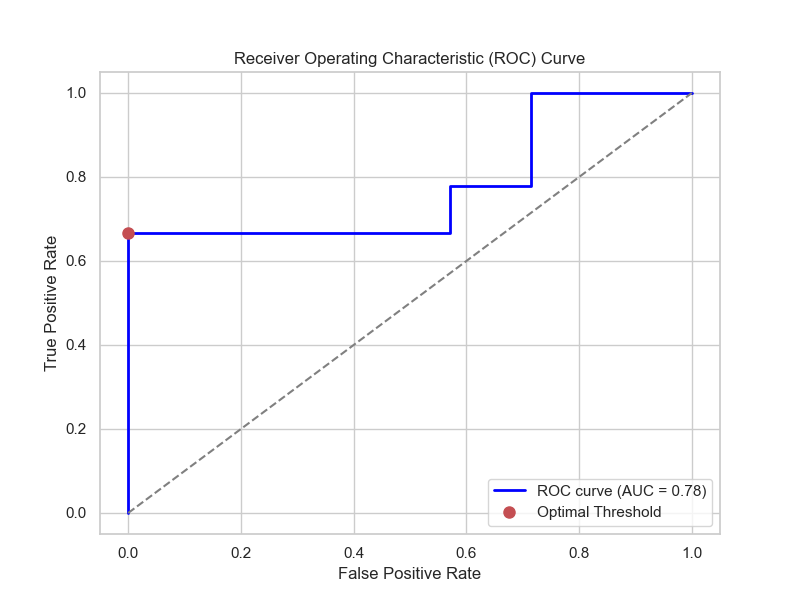 Receiver Operating Characteristic (ROC) Curve
True Positive Rate
1.0
0.8
0.6
0.4
0.2
0.0
0.0 0.2 0.4 0.6 0.8 1.0
False Positive Rate
ROC curve (AUC = 0.78)
Optimal Threshold